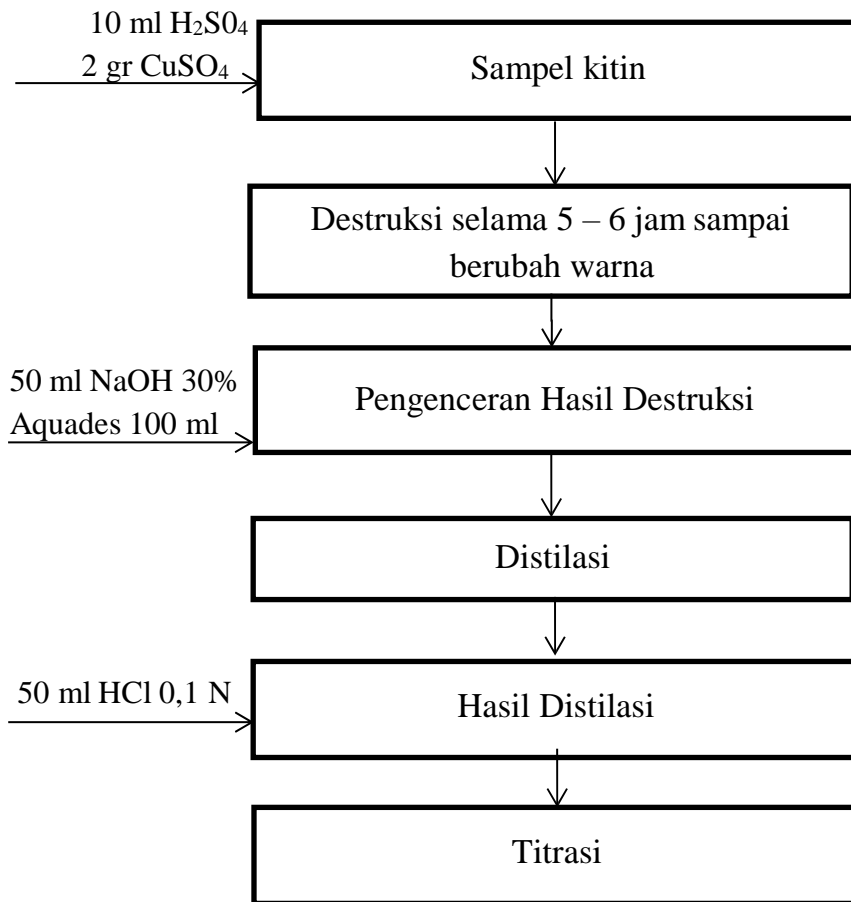 10 ml H₂S0₄
2 gr CuSO₄
Sampel kitin
Destruksi selama 5 – 6 jam sampai
berubah warna
50 ml NaOH 30%
Aquades 100 ml
Pengenceran Hasil Destruksi
Distilasi
50 ml HCl 0,1 N
Hasil Distilasi
Titrasi